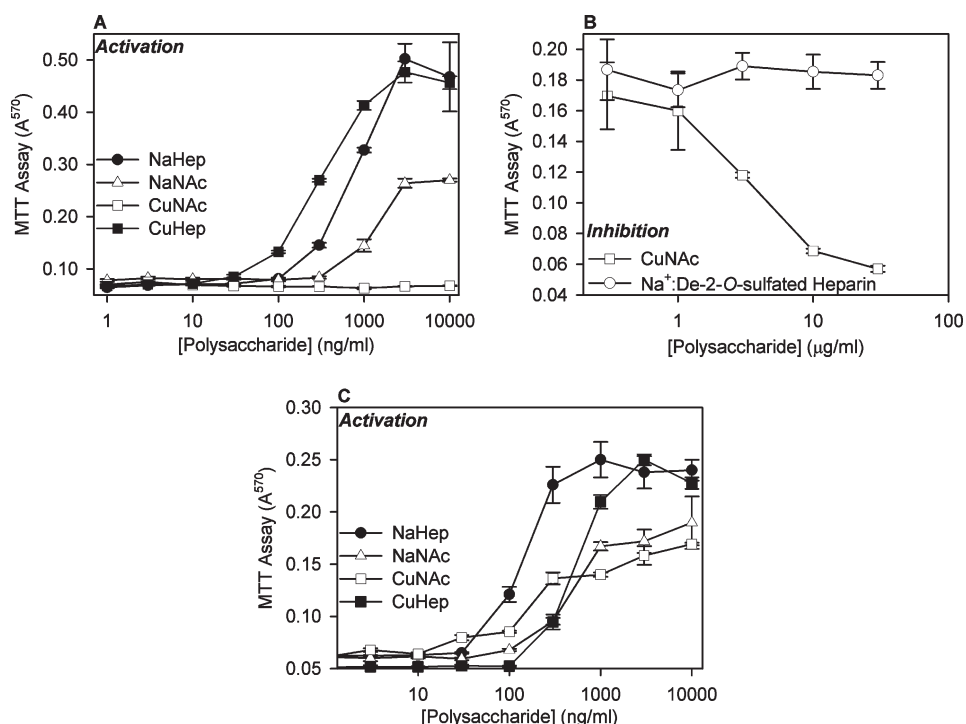 A
Activation
0.50
0.40
0.30
0.20
0.10
MTT Assay (A570)
NaHep
NaNAc
CuNAc
CuHep
1 10 100 1000 10000
[Polysaccharide] (ng/ml)
B
0.20
0.18
0.16
0.14
0.12
0.10
0.08
0.06
0.04
MTT Assay (A570)
Inhibition
CuNAc
Na+:De-2-O-sulfated Heparin
1 10 100
[Polysaccharide] (μg/ml)
C
Activation
0.30
0.25
0.20
0.15
0.10
0.05
MTT Assay (A570)
NaHep
NaNAc
CuNAc
CuHep
10 100 1000 10000
[Polysaccharide] (ng/ml)